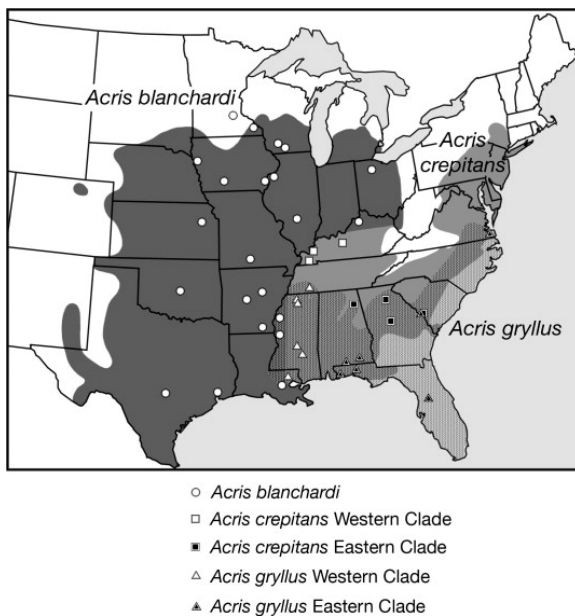 Acris blanchardi
Acris
crepitans
Acris gryllus
Acris blanchardi
Acris crepitans Western Clade
Acris crepitans Eastern Clade
Acris gryllus Western Clade
Acris gryllus Eastern Clade